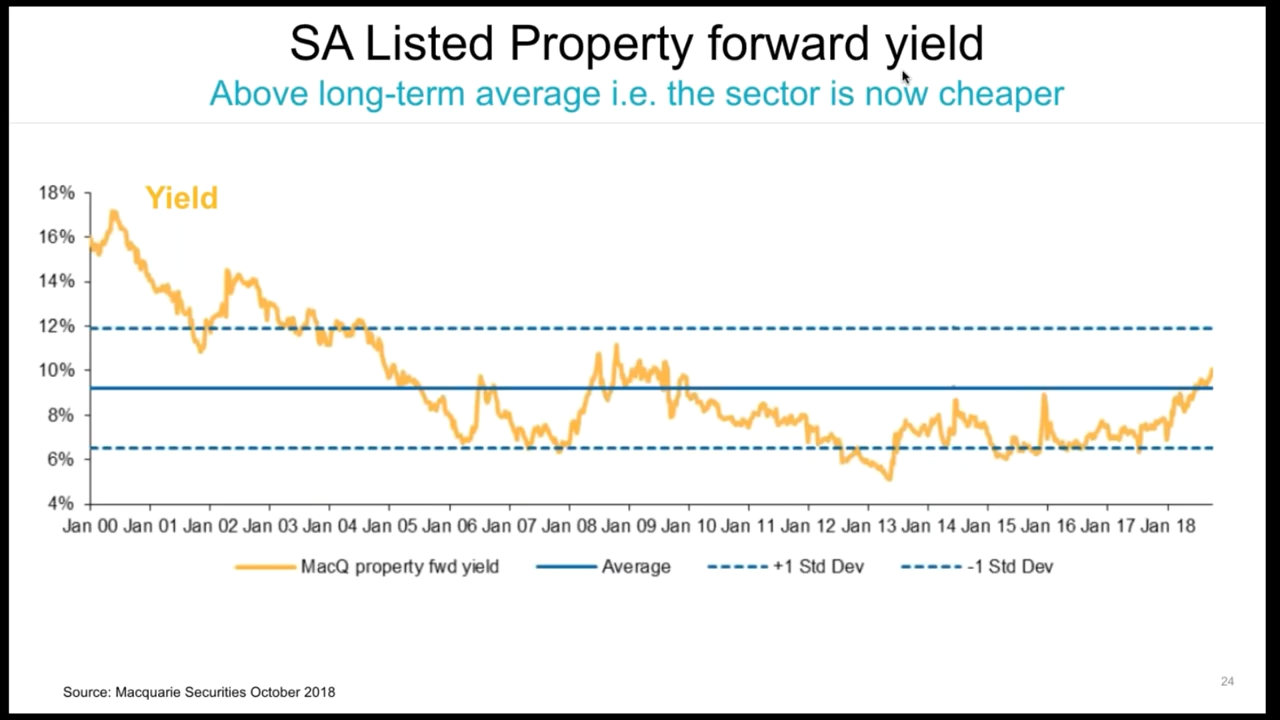 SA Listed Property forward yield
Above long-term average i.e. the sector is now cheaper
Yield
18%
16%
14%
12%
10%
8%
6%
4%
Jan 00 Jan 01 Jan 02 Jan 03 Jan 04 Jan 05 Jan 06 Jan 07 Jan 08 Jan 09 Jan 10 Jan 11 Jan 12 Jan 13 Jan 14 Jan 15 Jan 16 Jan 17 Jan 18
MacQ property fwd yield Average +1 Std Dev -1 Std Dev
Source: Macquarie Securities October 2018
24